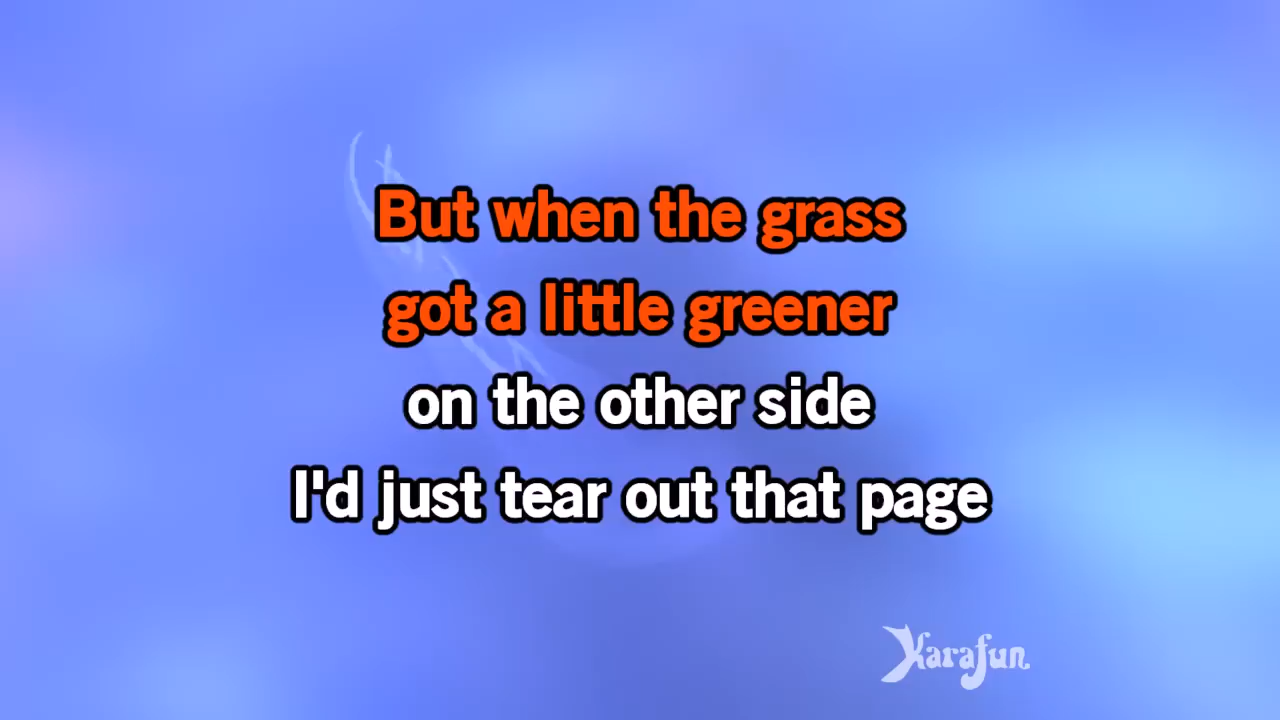 But when the grass
got a little greener
on the other side
I'd just tear out that page
Karafun